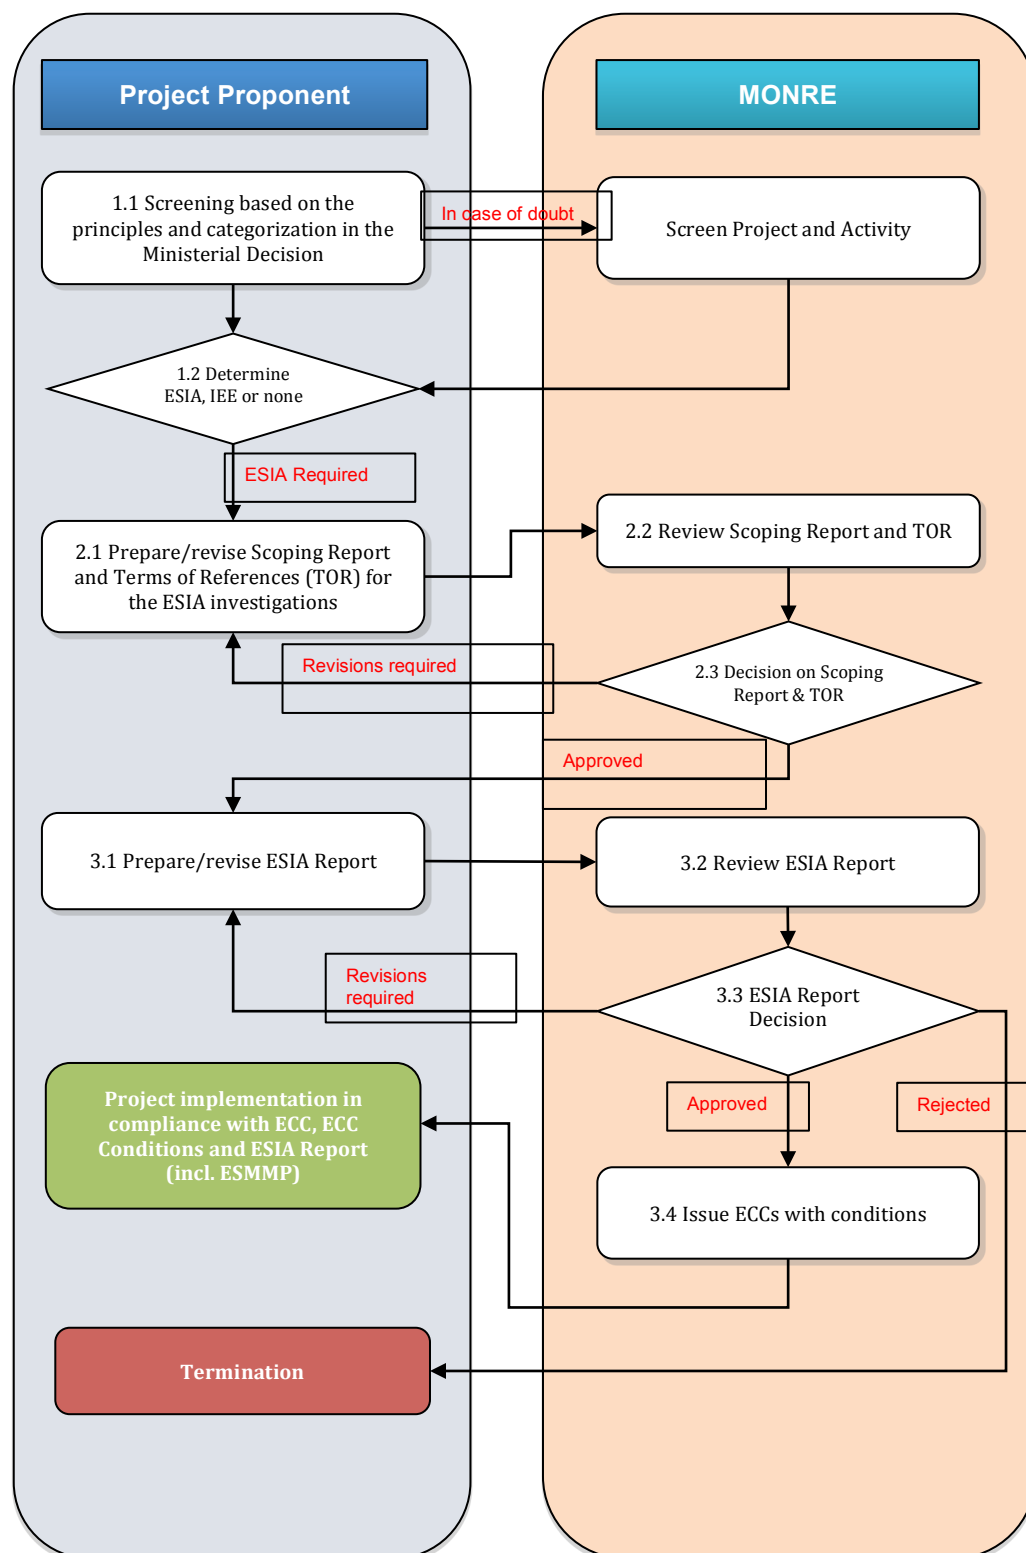 Project Proponent
MONRE
1.1 Screening based on the
principles and categorization in the
Ministerial Decision
In case of doubt
Screen Project and Activity
1.2 Determine
ESIA, IEE or none
ESIA Required
2.1 Prepare/revise Scoping Report
and Terms of References (TOR) for
the ESIA investigations
2.2 Review Scoping Report and TOR
Revisions required
2.3 Decision on Scoping
Report & TOR
Approved
3.1 Prepare/revise ESIA Report
3.2 Review ESIA Report
Revisions
required
3.3 ESIA Report
Decision
Approved
Rejected
Project implementation in
compliance with ECC, ECC
Conditions and ESIA Report
(incl. ESMMP)
3.4 Issue ECCs with conditions
Termination